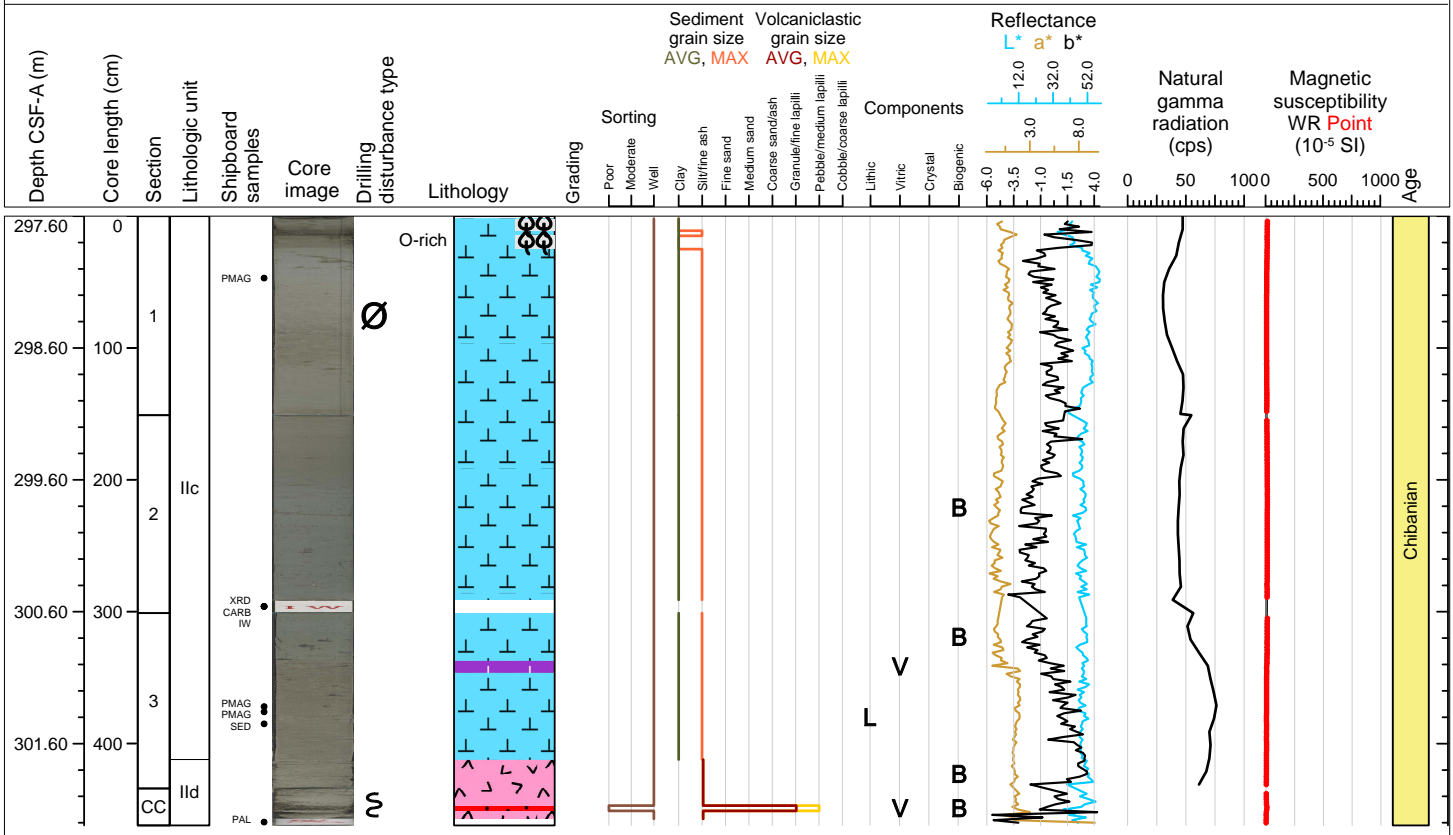 Depth CSF-A (m)
Core length (cm)
Section
Lithologic unit
Shipboard
samples
Core
image
Drilling
disturbance type
Lithology
Grading
Sorting
Poor
Moderate
Well
Sediment
grain size
AVG, MAX
Volcaniclastic
grain size
AVG, MAX
Clay
Silt/fine ash
Fine sand
Medium sand
Coarse sand/ash
Granule/fine lapilli
Pebble/medium lapilli
Cobble/coarse lapilli
Components
Lithic
Vitric
Crystal
Biogenic
Reflectance
L* a* b*
12.0 32.0 52.0
3.0 8.0
-6.0 -3.5 -1.0 1.5 4.0
Natural
gamma
radiation
(cps)
0 50 100
Magnetic
susceptibility
WR Point
(10⁻⁵ SI)
0 500 1000
0 500 1000
Age
297.60
298.60
299.60
300.60
301.60
0
100
200
300
400
1
2
3
CC
IIc
IId
PMAG
XRD
CARB
IW
PMAG
PMAG
SED
PAL
Ø
O-rich
B
B
V
L
B
V B
Chibanian